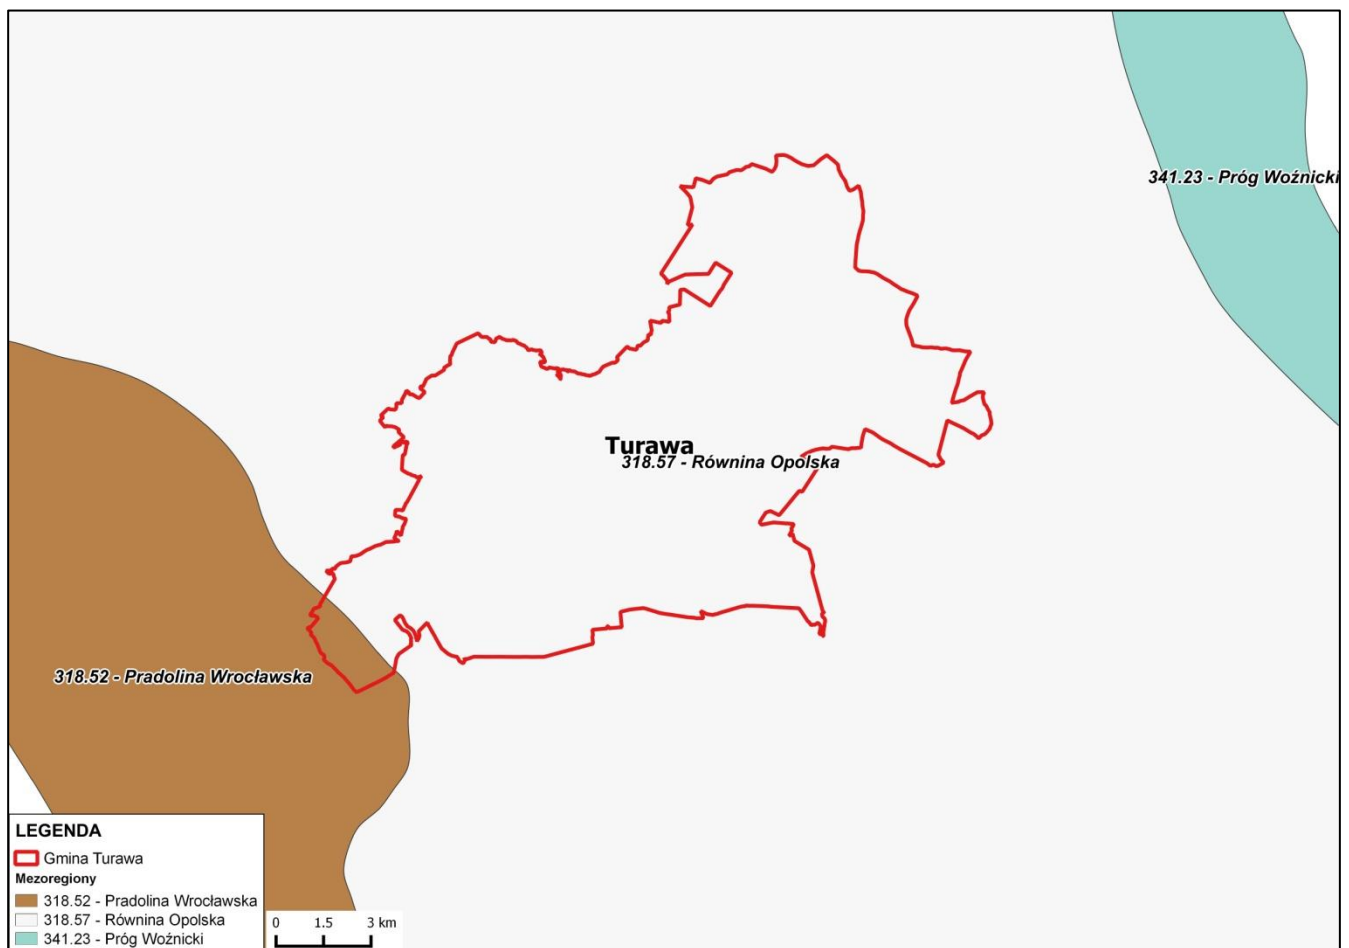 341.23 - Próg Woźnicki
Turawa
318.57 - Równina Opolska
318.52 - Pradolina Wrocławska
LEGENDA
Gmina Turawa
Mezoregiony
318.52 - Pradolina Wrocławska
318.57 - Równina Opolska
341.23 - Próg Woźnicki
0 1.5 3 km